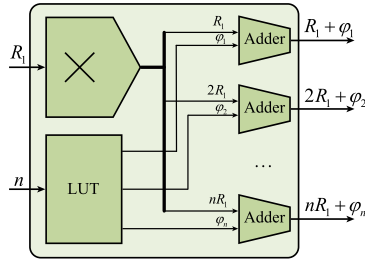 R₁
φ₁
Adder
R₁ + φ₁
R₁
×
2R₁
φ₂
Adder
2R₁ + φ₂
n
LUT
...
nR₁
φₙ
Adder
nR₁ + φₙ